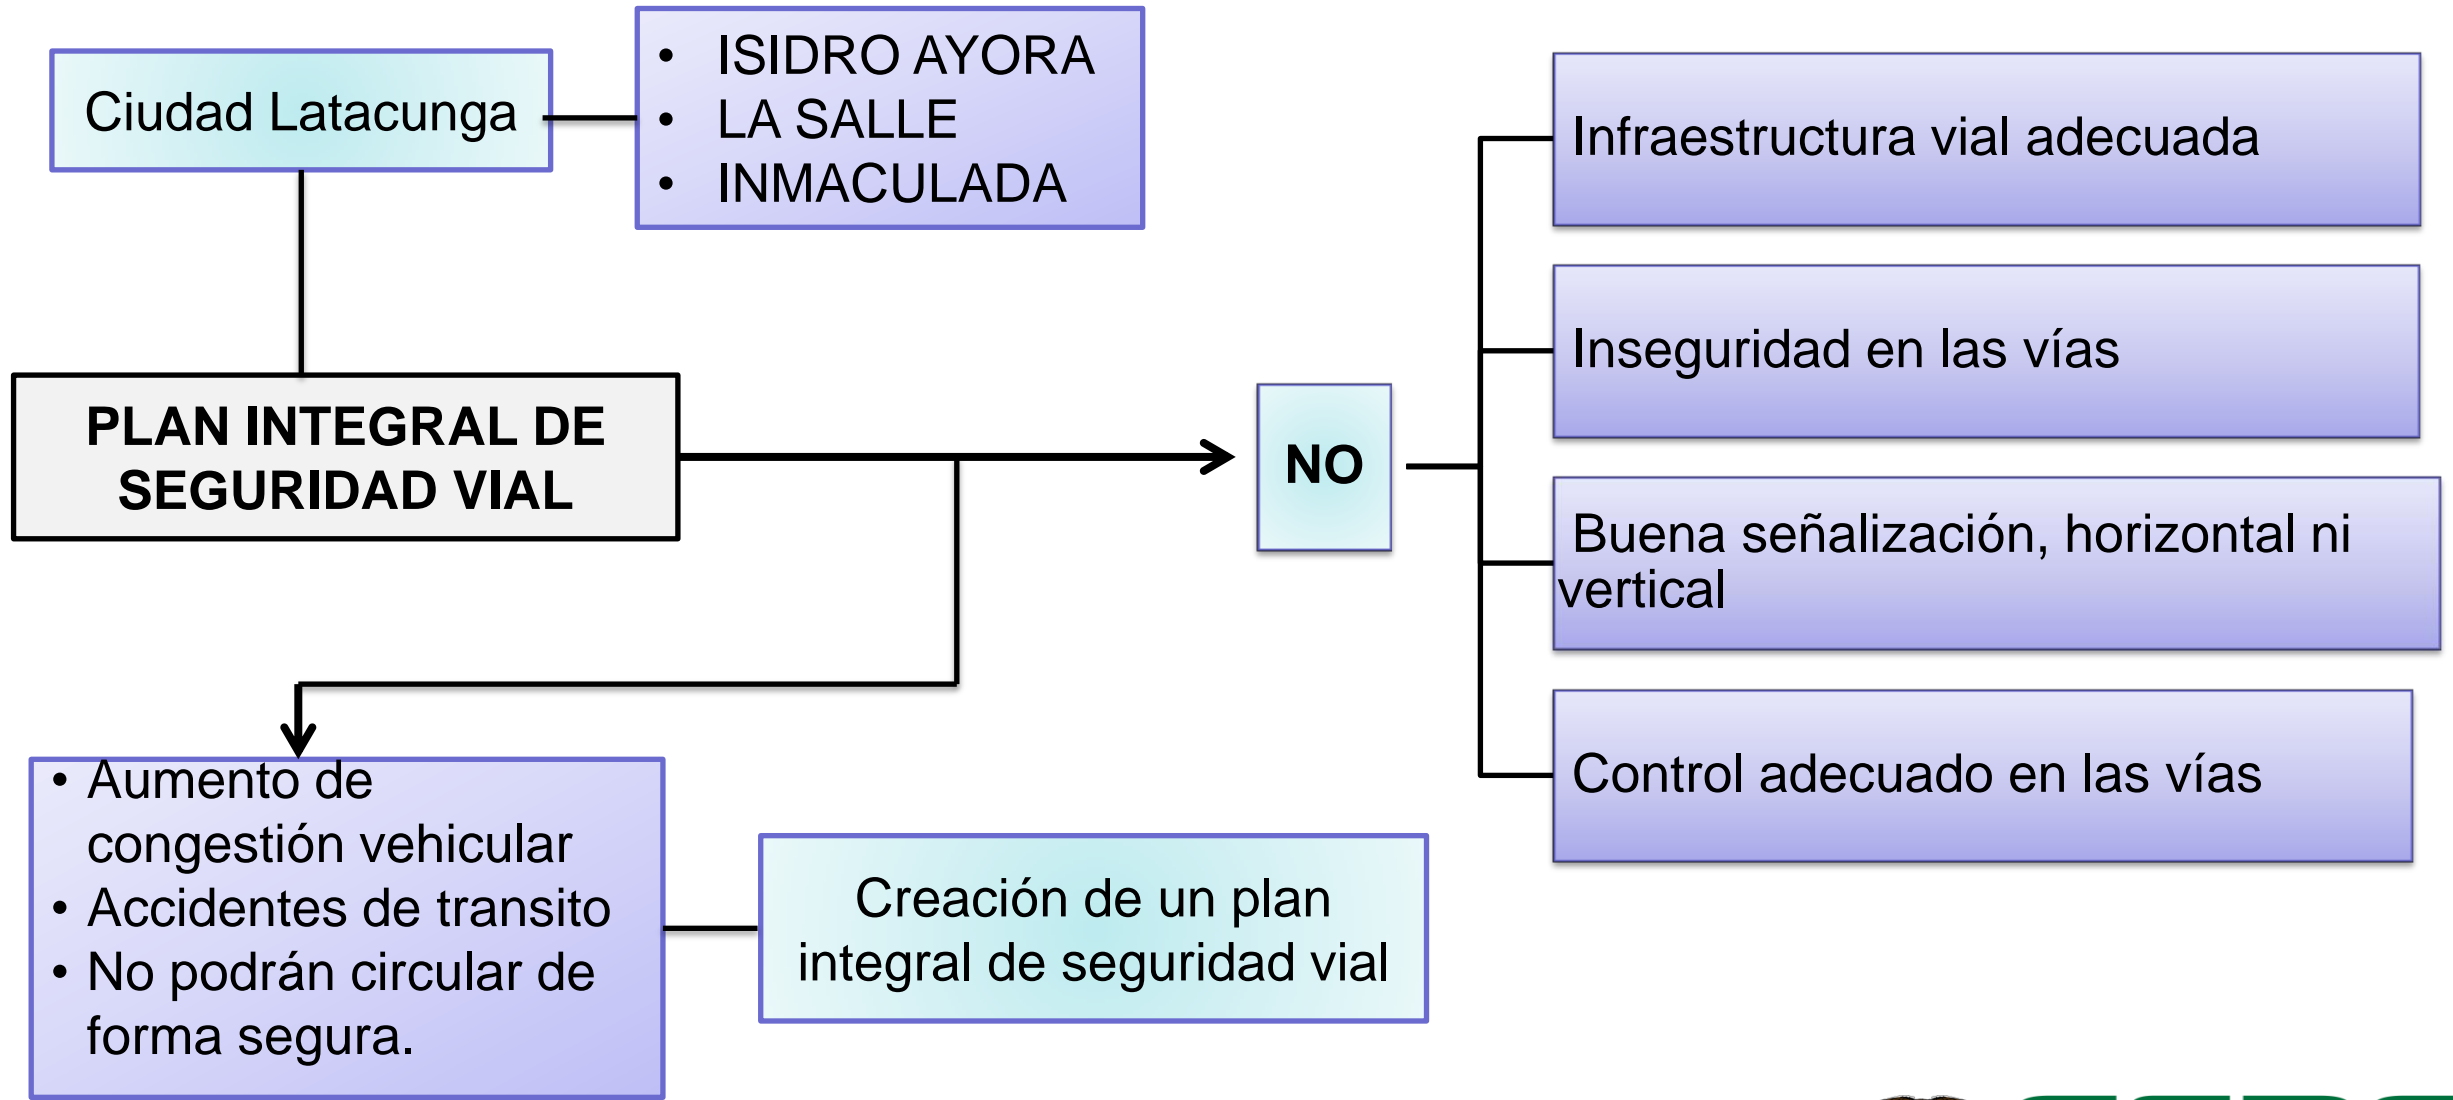 Ciudad Latacunga
• ISIDRO AYORA
• LA SALLE
• INMACULADA
PLAN INTEGRAL DE
SEGURIDAD VIAL
NO
Infraestructura vial adecuada
Inseguridad en las vías
Buena señalización, horizontal ni
vertical
Control adecuado en las vías
• Aumento de
congestión vehicular
• Accidentes de transito
• No podrán circular de
forma segura.
Creación de un plan
integral de seguridad vial